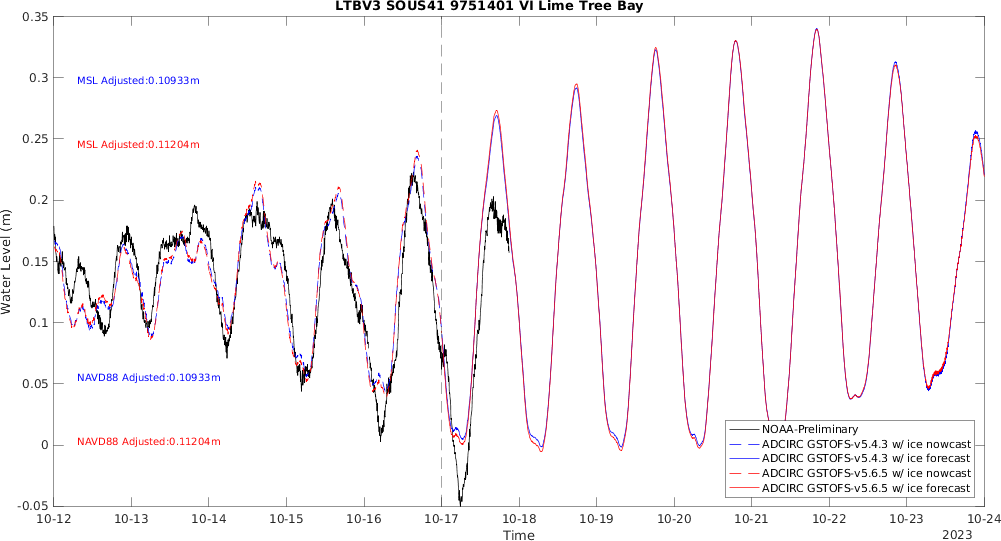 LTBV3 SOUS41 9751401 VI Lime Tree Bay
0.35
0.3
0.25
0.2
0.15
0.1
0.05
0
-0.05
Water Level (m)
MSL Adjusted:0.10933m
MSL Adjusted:0.11204m
NAVD88 Adjusted:0.10933m
NAVD88 Adjusted:0.11204m
NOAA-Preliminary
ADCIRC GSTOFS-v5.4.3 w/ ice nowcast
ADCIRC GSTOFS-v5.4.3 w/ ice forecast
ADCIRC GSTOFS-v5.6.5 w/ ice nowcast
ADCIRC GSTOFS-v5.6.5 w/ ice forecast
10-12 10-13 10-14 10-15 10-16 10-17 10-18 10-19 10-20 10-21 10-22 10-23 10-24
Time
2023